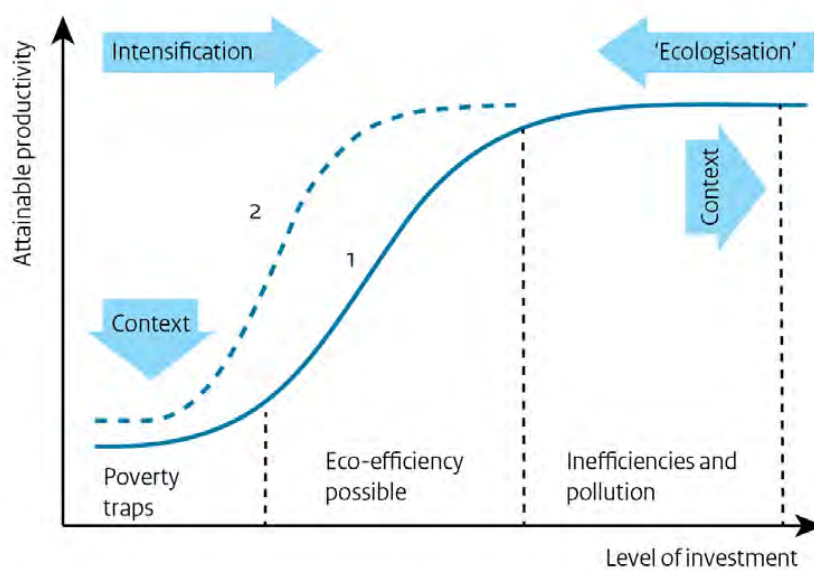 Intensification
'Ecologisation'
Attainable productivity
Context
2
1
Context
Poverty
traps
Eco-efficiency
possible
Inefficiencies and
pollution
Level of investment